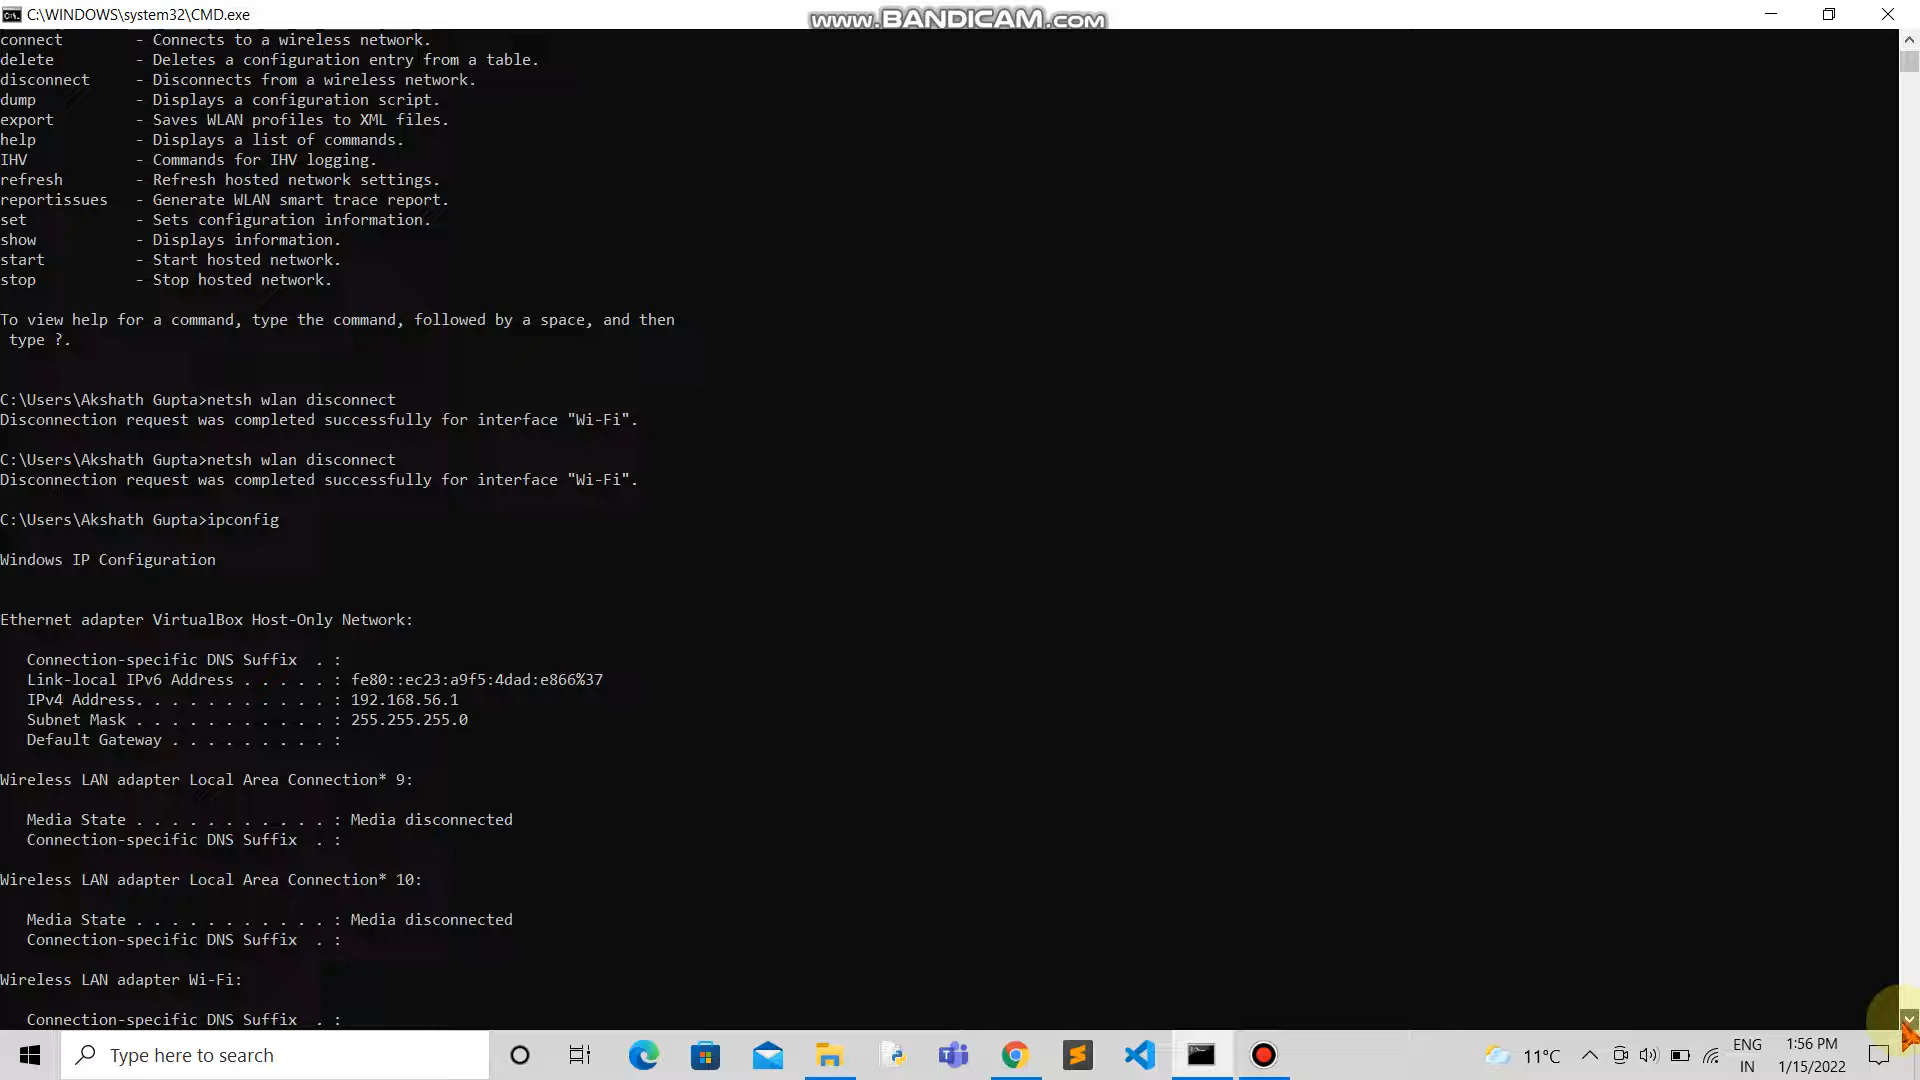 C:\WINDOWS\system32\CMD.exe
www.BANDICAM.com
connect - Connects to a wireless network.
delete - Deletes a configuration entry from a table.
disconnect - Disconnects from a wireless network.
dump - Displays a configuration script.
export - Saves WLAN profiles to XML files.
help - Displays a list of commands.
IHV - Commands for IHV logging.
refresh - Refresh hosted network settings.
reportissues - Generate WLAN smart trace report.
set - Sets configuration information.
show - Displays information.
start - Start hosted network.
stop - Stop hosted network.
To view help for a command, type the command, followed by a space, and then
type ?.
C:\Users\Akshath Gupta>netsh wlan disconnect
Disconnection request was completed successfully for interface "Wi-Fi".
C:\Users\Akshath Gupta>netsh wlan disconnect
Disconnection request was completed successfully for interface "Wi-Fi".
C:\Users\Akshath Gupta>ipconfig
Windows IP Configuration
Ethernet adapter VirtualBox Host-Only Network:
Connection-specific DNS Suffix . :
Link-local IPv6 Address . . . . . : fe80::ec23:a9f5:4dad:e866%37
IPv4 Address. . . . . . . . . . . : 192.168.56.1
Subnet Mask . . . . . . . . . . . : 255.255.255.0
Default Gateway . . . . . . . . . :
Wireless LAN adapter Local Area Connection* 9:
Media State . . . . . . . . . . . : Media disconnected
Connection-specific DNS Suffix . :
Wireless LAN adapter Local Area Connection* 10:
Media State . . . . . . . . . . . : Media disconnected
Connection-specific DNS Suffix . :
Wireless LAN adapter Wi-Fi:
Connection-specific DNS Suffix . :
Type here to search
11°C
ENG
IN
1:56 PM
1/15/2022